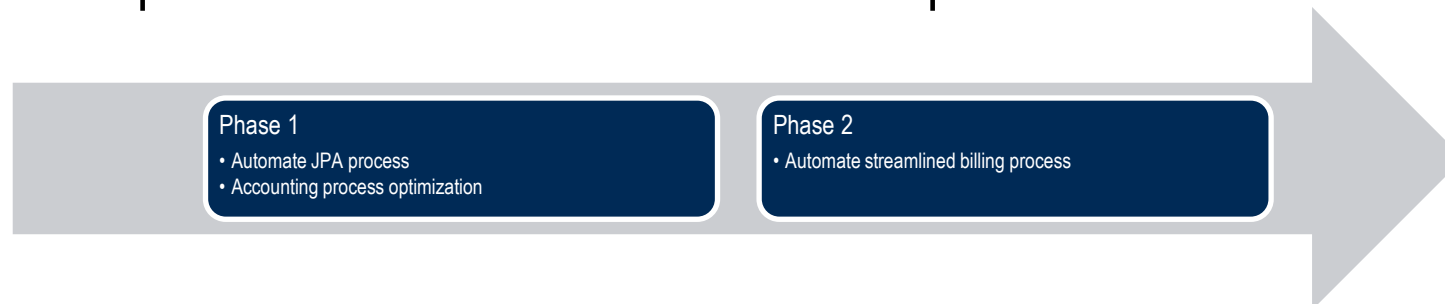 Phase 1
• Automate JPA process
• Accounting process optimization
Phase 2
• Automate streamlined billing process